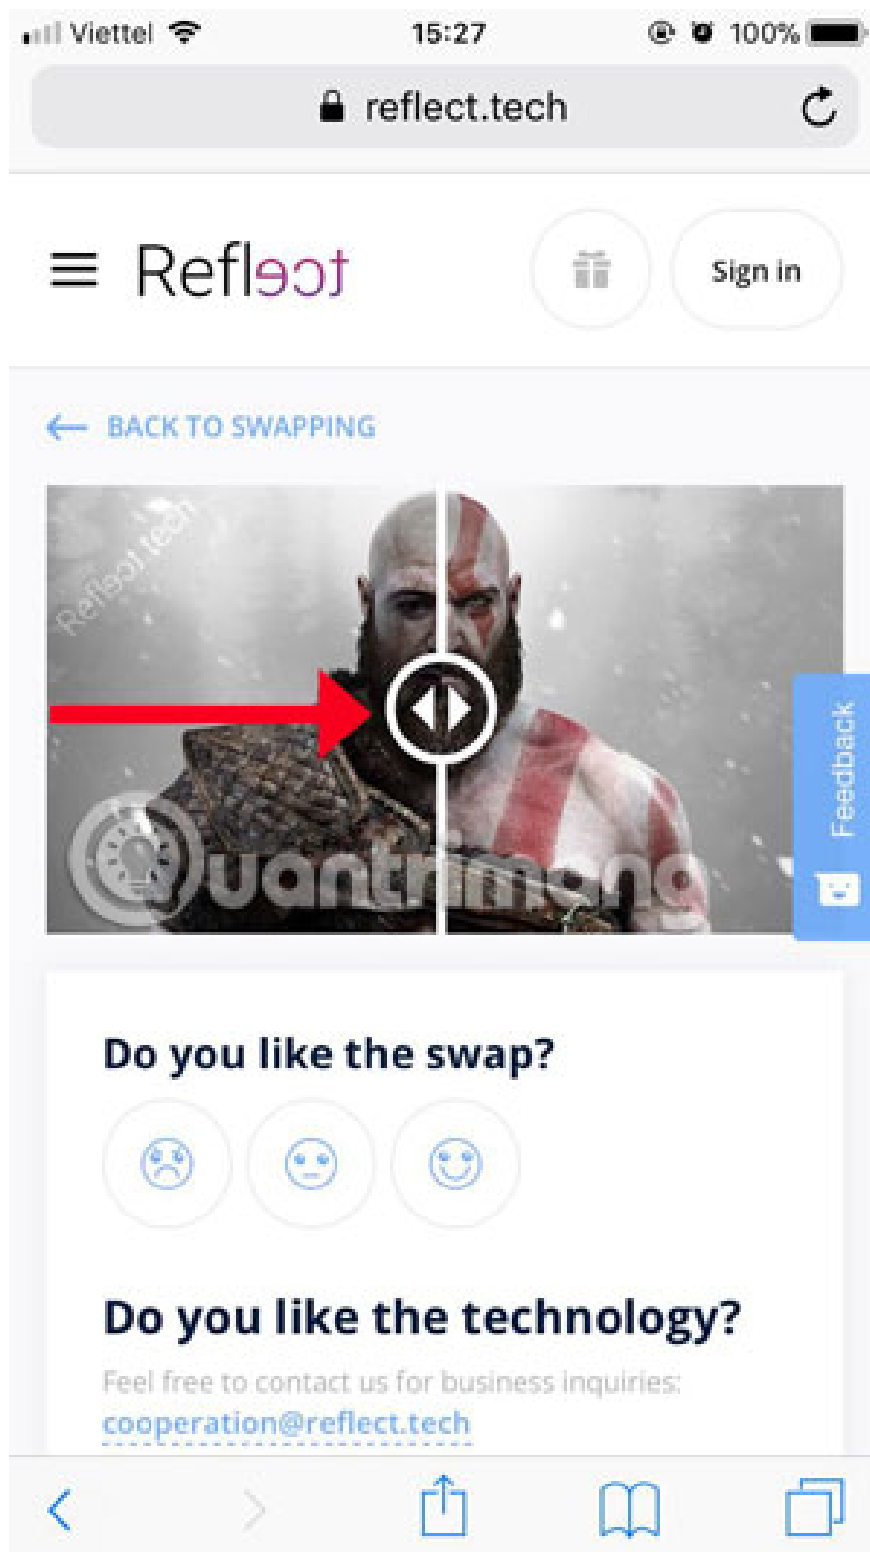 Viettel 15:27 100%
reflect.tech
Reflect Sign in
BACK TO SWAPPING
Reflect tech
Feedback
Quantrimang
Do you like the swap?
Do you like the technology?
Feel free to contact us for business inquiries:
cooperation@reflect.tech